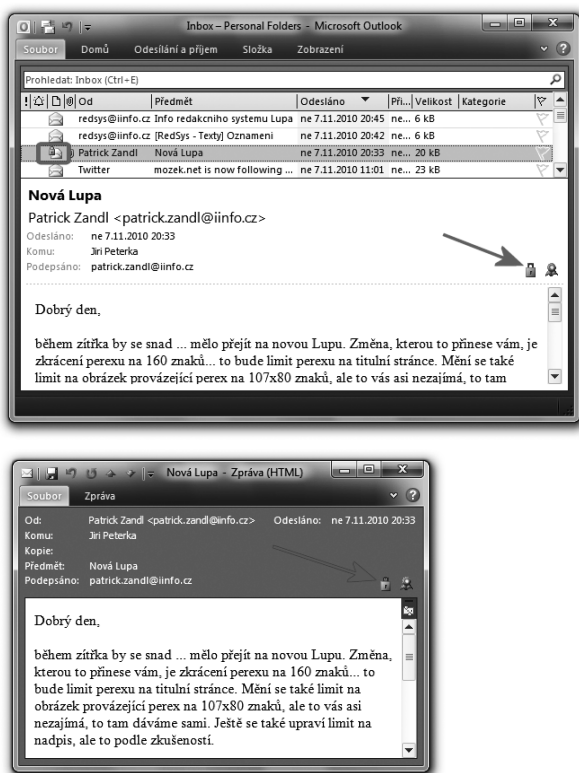 Inbox – Personal Folders - Microsoft Outlook
Soubor Domů Odesílání a příjem Složka Zobrazení
Prohledat: Inbox (Ctrl+E)
! Od Předmět Odesláno Při... Velikost Kategorie
redsys@iinfo.cz Info redakcniho systemu Lupa ne 7.11.2010 20:45 ne... 6 kB
redsys@iinfo.cz [RedSys - Texty] Oznameni ne 7.11.2010 20:42 ne... 6 kB
Patrick Zandl Nová Lupa ne 7.11.2010 20:33 ne... 20 kB
Twitter mozek.net is now following ... ne 7.11.2010 11:01 ne... 23 kB
Nová Lupa
Patrick Zandl <patrick.zandl@iinfo.cz>
Odesláno: ne 7.11.2010 20:33
Komu: Jiri Peterka
Podepsáno: patrick.zandl@iinfo.cz
Dobrý den,
během zítřka by se snad ... mělo přejít na novou Lupu. Změna, kterou to přinese vám, je
zkrácení perexu na 160 znaků... to bude limit perexu na titulní stránce. Mění se také
limit na obrázek provázející perex na 107x80 znaků, ale to vás asi nezajímá, to tam
Nová Lupa - Zpráva (HTML)
Soubor Zpráva
Od: Patrick Zandl <patrick.zandl@iinfo.cz> Odesláno: ne 7.11.2010 20:33
Komu: Jiri Peterka
Kopie:
Předmět: Nová Lupa
Podepsáno: patrick.zandl@iinfo.cz
Dobrý den,
během zítřka by se snad ... mělo přejít na novou Lupu. Změna,
kterou to přinese vám, je zkrácení perexu na 160 znaků... to
bude limit perexu na titulní stránce. Mění se také limit na
obrázek provázející perex na 107x80 znaků, ale to vás asi
nezajímá, to tam dáváme sami. Ještě se také upraví limit na
nadpis, ale to podle zkušeností.